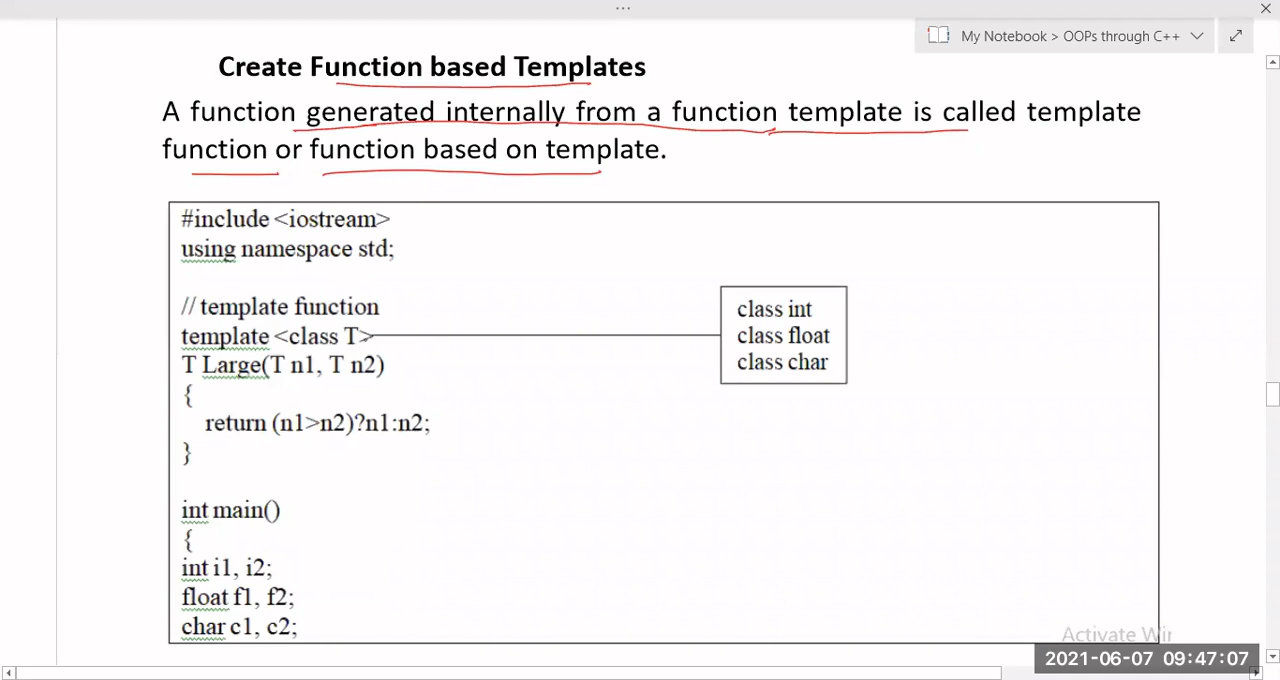 My Notebook > OOPs through C++
Create Function based Templates
A function generated internally from a function template is called template
function or function based on template.
#include <iostream>
using namespace std;
// template function
template <class T>
class int
class float
class char
T Large(T n1, T n2)
{
return (n1>n2)?n1:n2;
}
int main()
{
int i1, i2;
float f1, f2;
char c1, c2;
Activate Win
2021-06-07 09:47:07